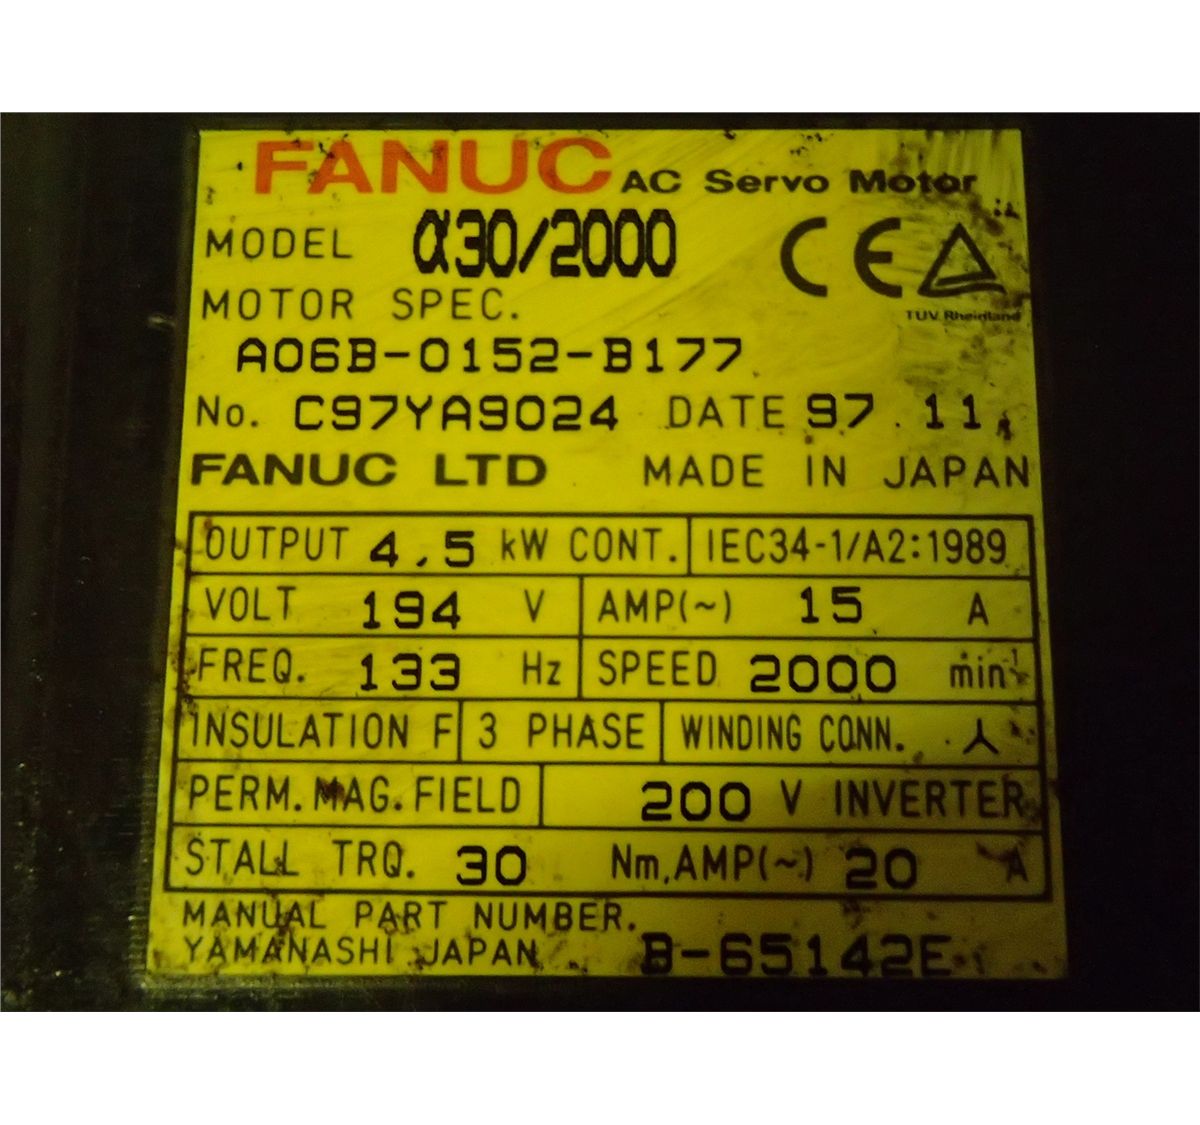 FANUC AC Servo Motor
MODEL α30/2000 CE
MOTOR SPEC. TUV Rheinland
A06B-0152-B177
No. C97YA9024 DATE 97.11
FANUC LTD MADE IN JAPAN
OUTPUT 4.5 kW CONT. IEC34-1/A2:1989
VOLT 194 V AMP(~) 15 A
FREQ. 133 Hz SPEED 2000 min-1
INSULATION F 3 PHASE WINDING CONN.
PERM.MAG.FIELD 200 V INVERTER
STALL TRQ. 30 Nm,AMP(~) 20 A
MANUAL PART NUMBER.
YAMANASHI JAPAN B-65142E